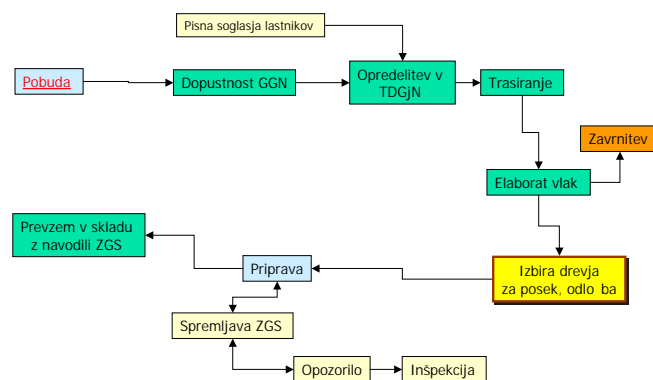 Pisna soglasja lastnikov
Pobuda
Dopustnost GGN
Opredelitev v
TDGjN
Trasiranje
Zavrnitev
Elaborat vlak
Prevzem v skladu
z navodili ZGS
Priprava
Izbira drevja
za posek, odlo ba
Spremljava ZGS
Opozorilo
Inšpekcija